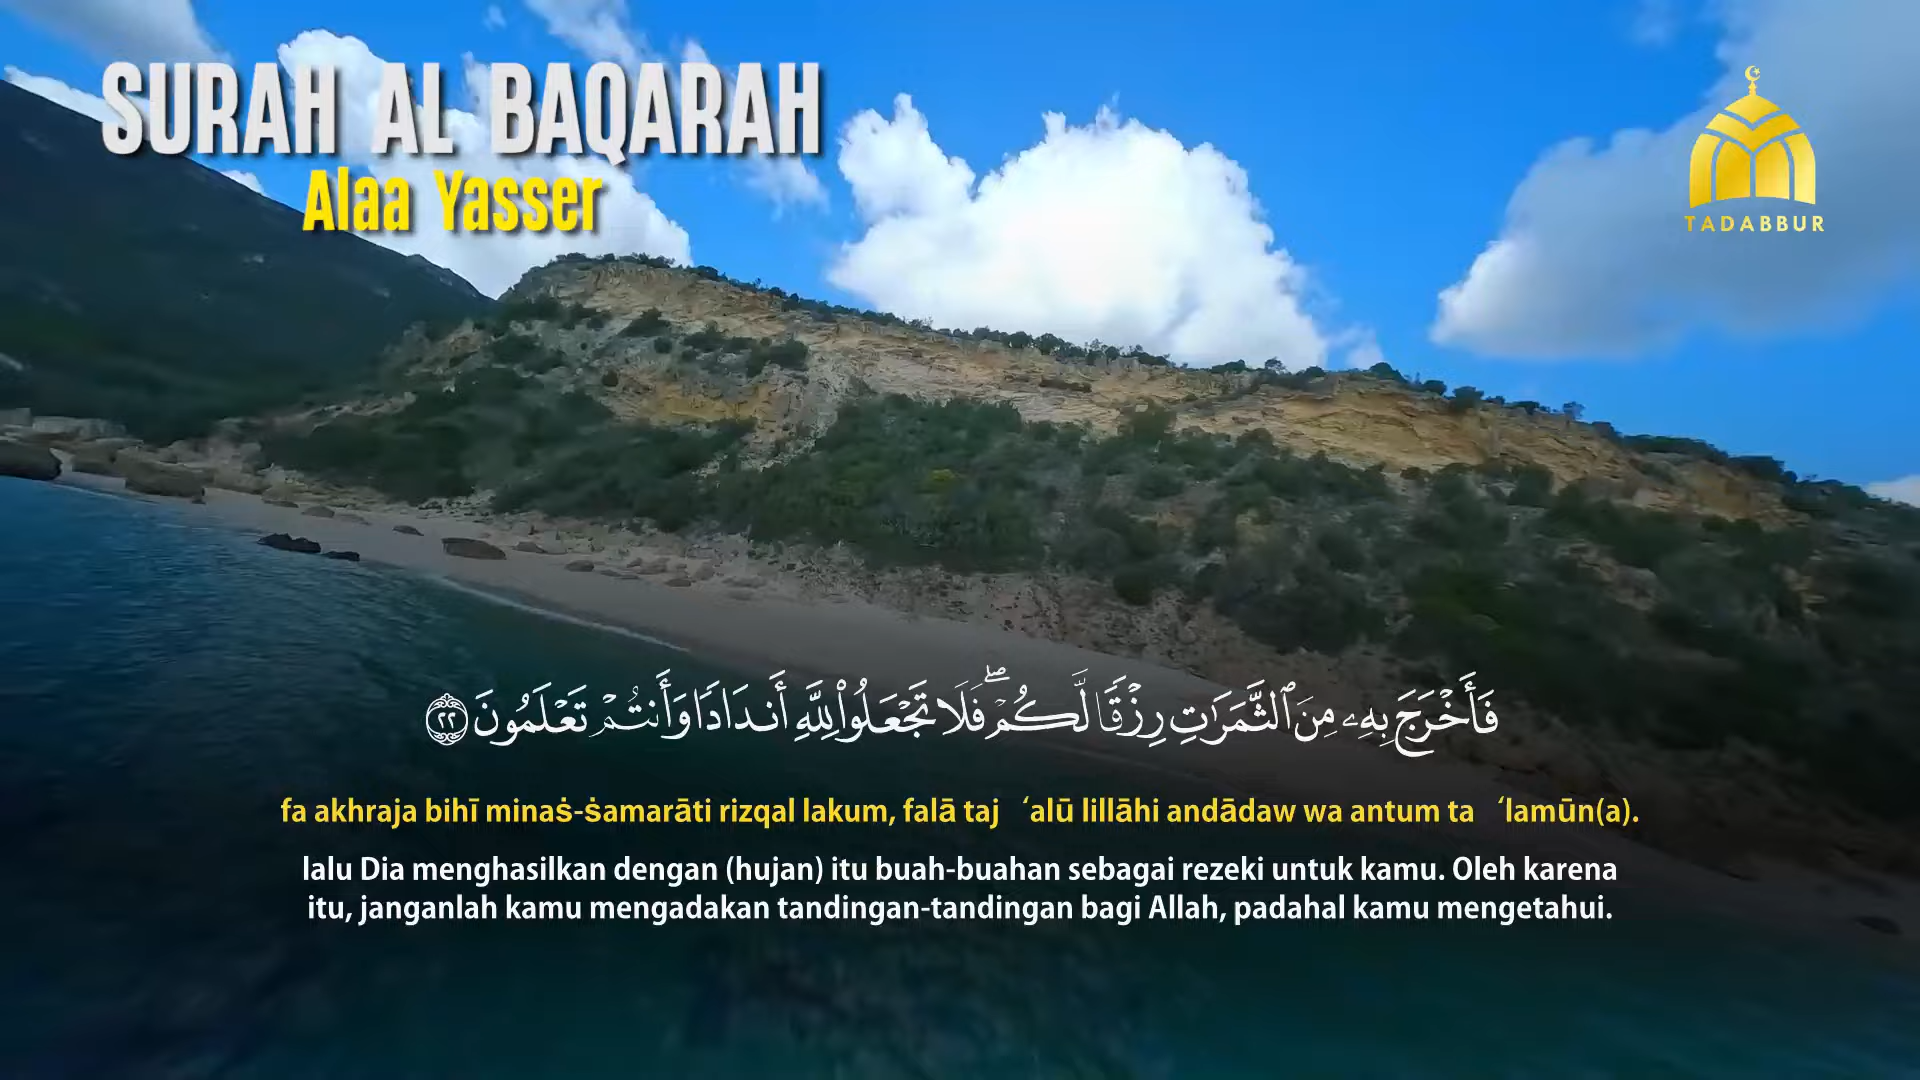 SURAH AL BAQARAH
Alaa Yasser
TADABBUR
فَأَخْرَجَ بِهِۦ مِنَ ٱلثَّمَرَٰتِ رِزْقًا لَّكُمْ ۖ فَلَا تَجْعَلُوا۟ لِلَّهِ أَندَادًا وَأَنتُمْ تَعْلَمُونَ ٢٢
fa akhraja bihī minaṡ-ṡamarāti rizqal lakum, falā taj ‘alū lillāhi andādaw wa antum ta ‘lamūn(a).
lalu Dia menghasilkan dengan (hujan) itu buah-buahan sebagai rezeki untuk kamu. Oleh karena
itu, janganlah kamu mengadakan tandingan-tandingan bagi Allah, padahal kamu mengetahui.